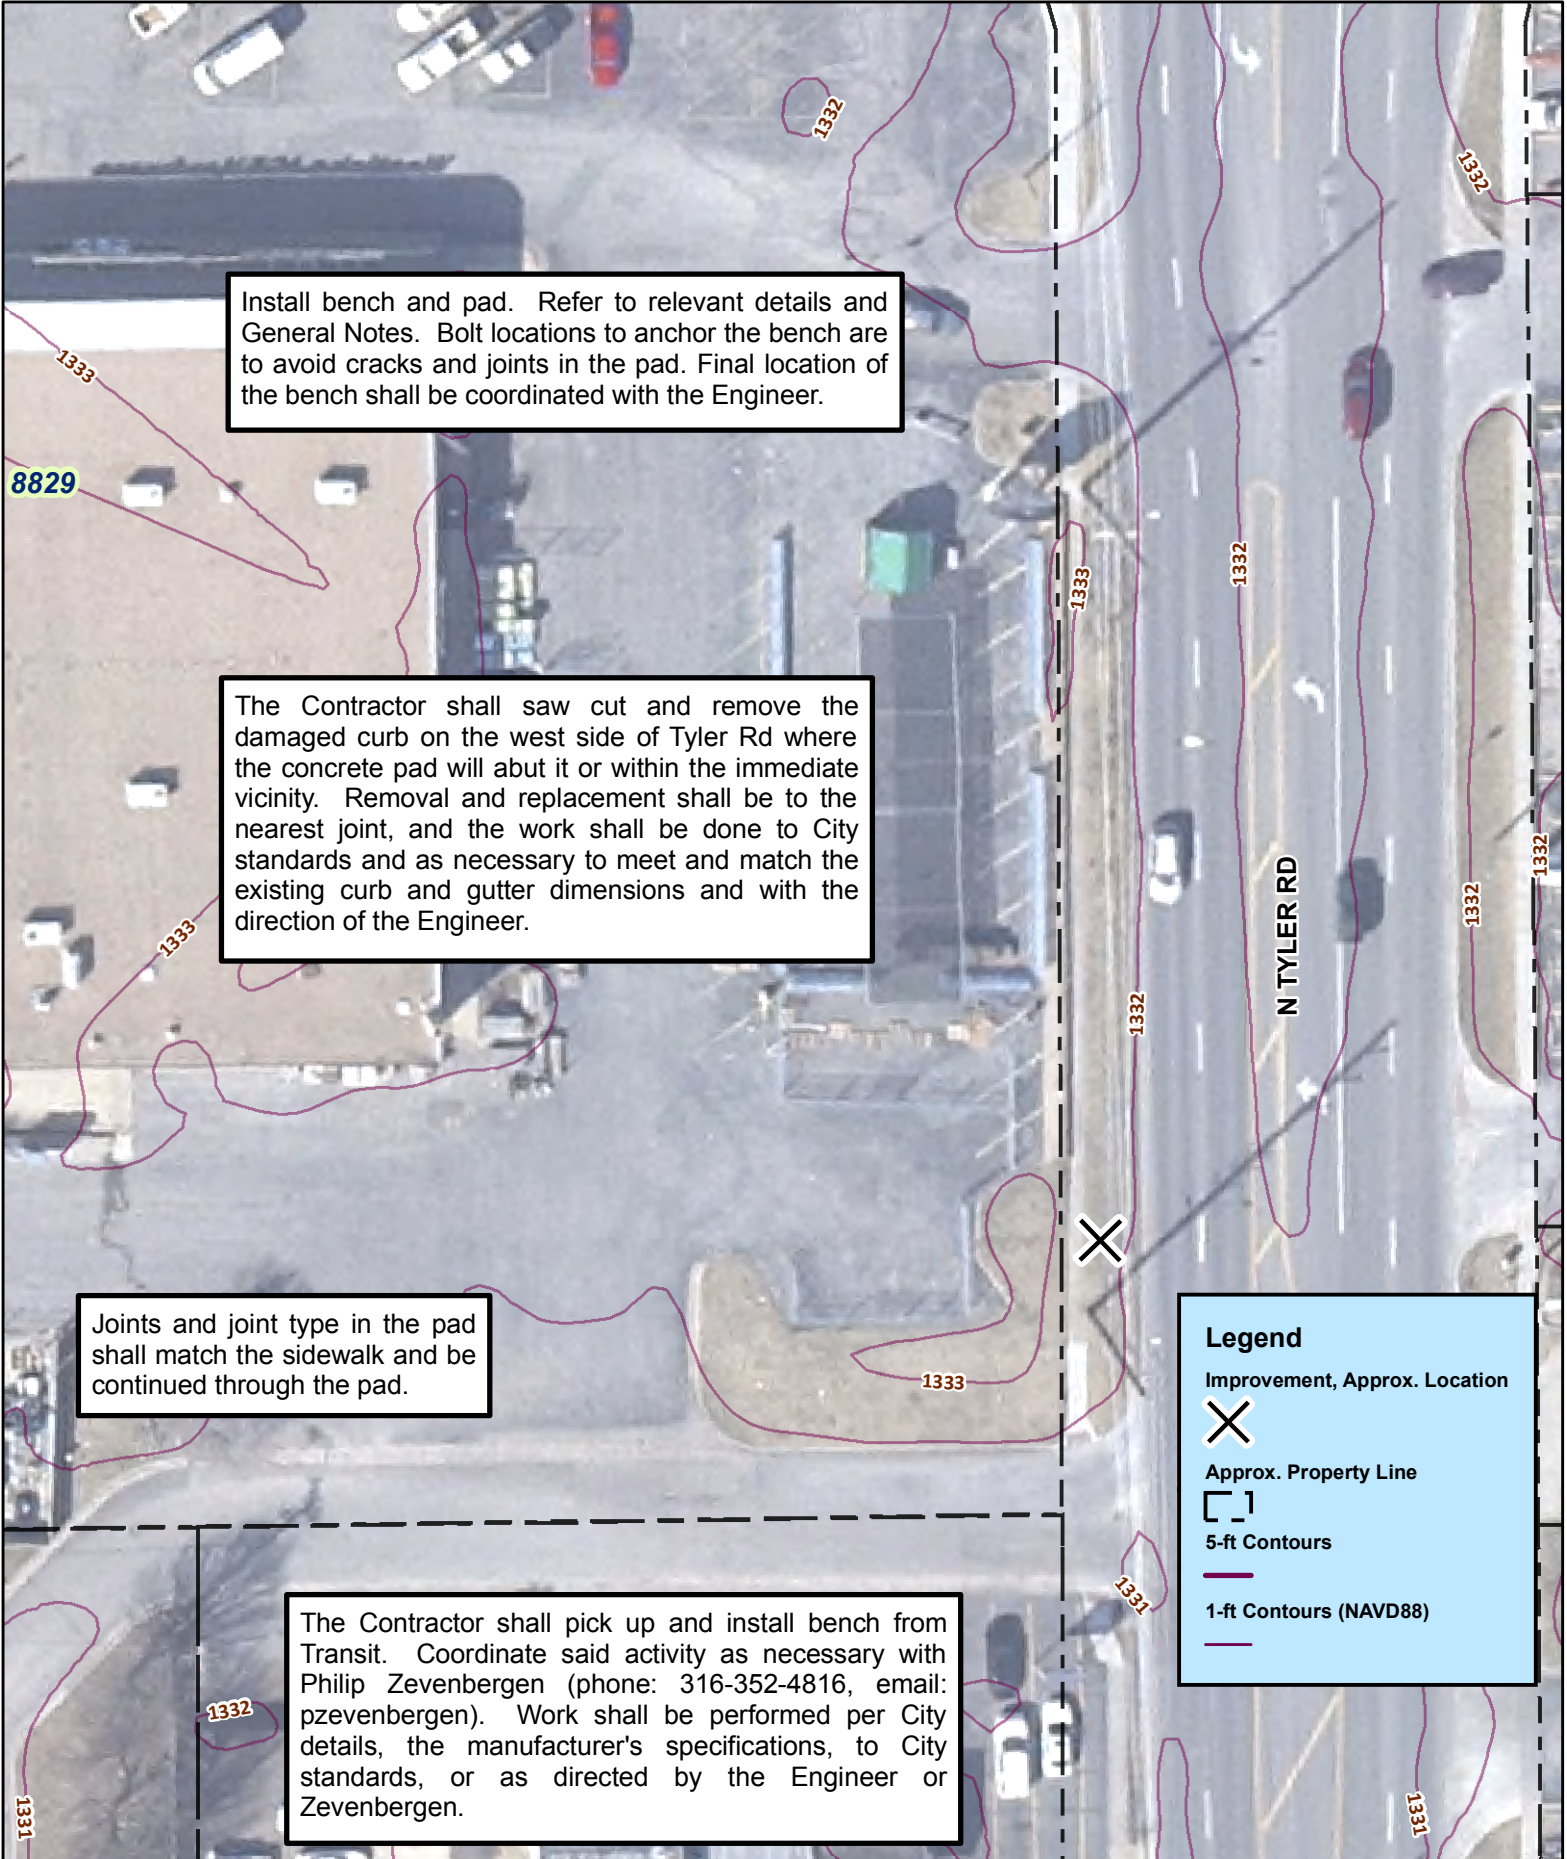 1332
1332
Install bench and pad. Refer to relevant details and
General Notes. Bolt locations to anchor the bench are
to avoid cracks and joints in the pad. Final location of
the bench shall be coordinated with the Engineer.
1333
8829
1332
1333
The Contractor shall saw cut and remove the
damaged curb on the west side of Tyler Rd where
the concrete pad will abut it or within the immediate
vicinity. Removal and replacement shall be to the
nearest joint, and the work shall be done to City
standards and as necessary to meet and match the
existing curb and gutter dimensions and with the
direction of the Engineer.
1333
N TYLER RD
1332
1332
1332
Joints and joint type in the pad
shall match the sidewalk and be
continued through the pad.
1333
Legend
Improvement, Approx. Location
Approx. Property Line
5-ft Contours
1-ft Contours (NAVD88)
1331
The Contractor shall pick up and install bench from
Transit. Coordinate said activity as necessary with
Philip Zevenbergen (phone: 316-352-4816, email:
pzevenbergen). Work shall be performed per City
details, the manufacturer's specifications, to City
standards, or as directed by the Engineer or
Zevenbergen.
1332
1331
1331